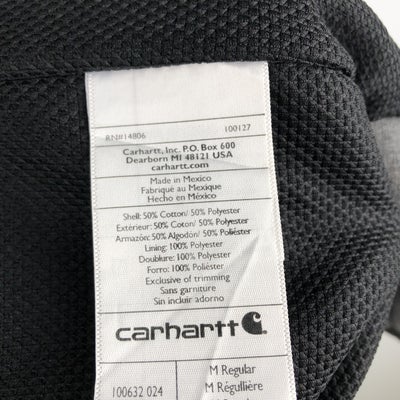 RN#14806 100127
Carhartt, Inc. P.O. Box 600
Dearborn MI 48121 USA
carhartt.com
Made in Mexico
Fabriqué au Mexique
Hecho en México
Shell: 50% Cotton/ 50% Polyester
Extérieur: 50% Coton/ 50% Polyester
Armazón: 50% Algodón/ 50% Poliéster
Lining: 100% Polyester
Doublure: 100% Polyester
Forro: 100% Poliéster
Exclusive of trimming
Sans garniture
Sin incluir adorno
carhartt
M Regular
100632 024 M Régulière